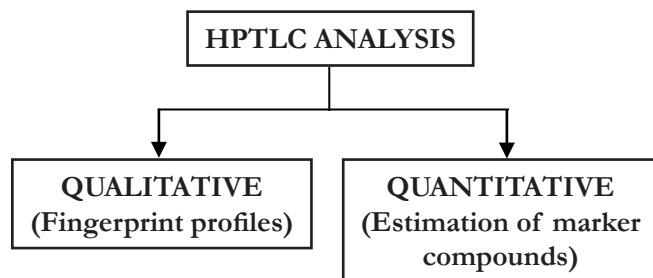 HPTLC ANALYSIS
QUALITATIVE
(Fingerprint profiles)
QUANTITATIVE
(Estimation of marker
compounds)